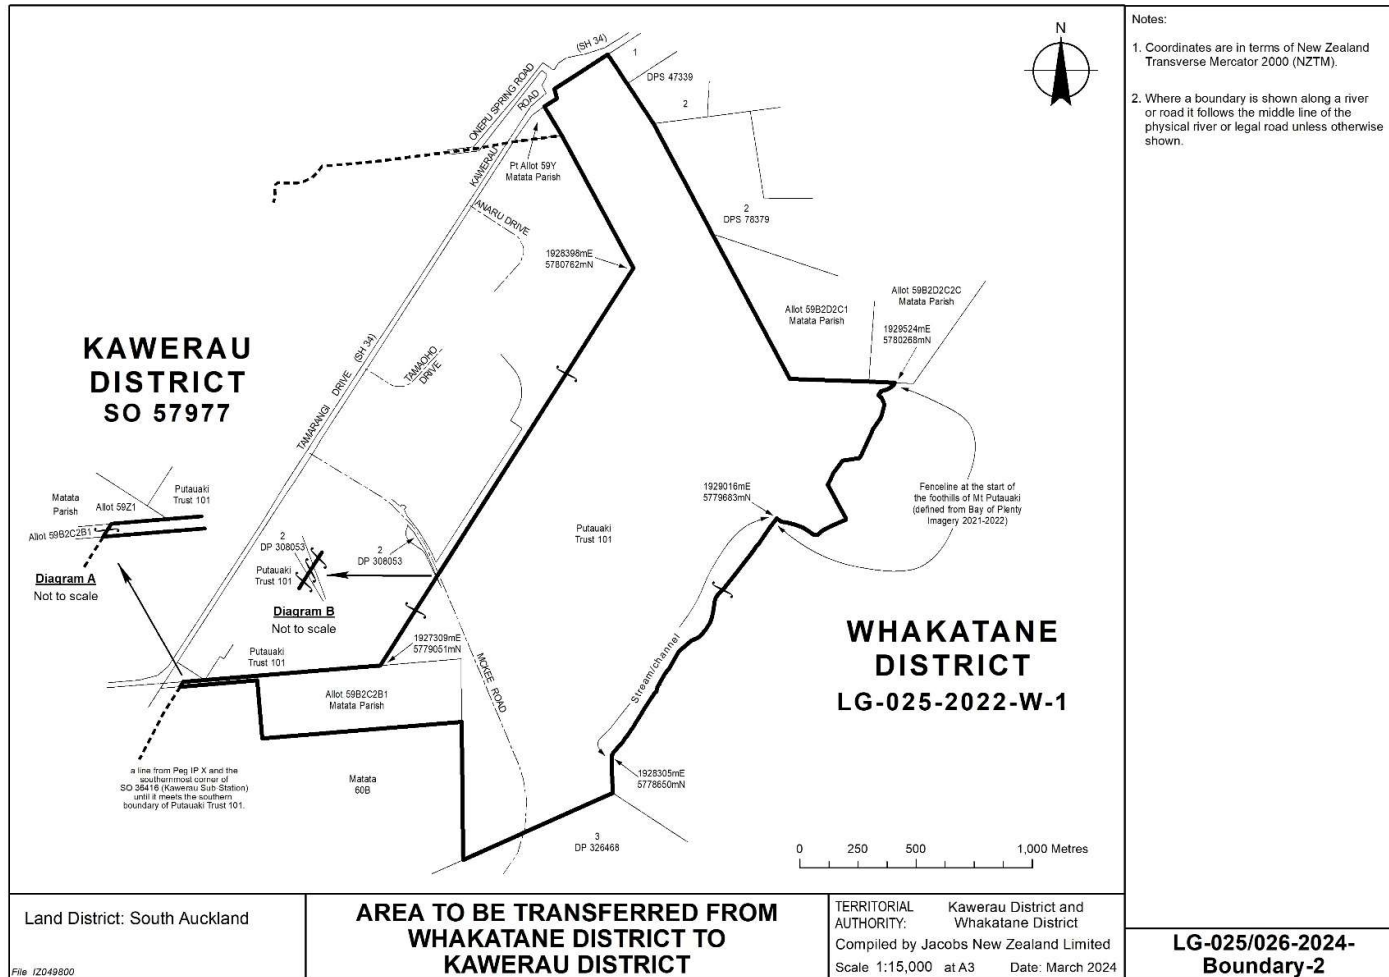 (SH 34)
1
ONEPU SPRING ROAD
ROAD
DPS 47339
2
KAWERAU
Pt Allot 59Y
Matata Parish
ANARU DRIVE
2
DPS 78379
1928398mE
5780762mN
Allot 59B2D2C2C
Matata Parish
Allot 59B2D2C1
Matata Parish
1929524mE
5780268mN
KAWERAU
DISTRICT
SO 57977
(SH 34)
DRIVE
TAMARANGI
TAMAOHO
DRIVE
Matata
Parish
Allot 59Z1
Putauaki
Trust 101
Allot 59B2C2B1
Diagram A
Not to scale
2
DP 308053
Putauaki
Trust 101
Diagram B
Not to scale
2
DP 308053
1929016mE
5779683mN
Fenceline at the start of
the foothills of Mt Putauaki
(defined from Bay of Plenty
Imagery 2021-2022)
Putauaki
Trust 101
WHAKATANE
DISTRICT
LG-025-2022-W-1
1927309mE
5779051mN
Putauaki
Trust 101
Allot 59B2C2B1
Matata Parish
MCKEE ROAD
Stream/channel
a line from Peg IP X and the
southernmost corner of
SO 36416 (Kawerau Sub-Station)
until it meets the southern
boundary of Putauaki Trust 101.
Matata
60B
1928305mE
5778650mN
3
DP 326468
N
0 250 500 1,000 Metres
Notes:
1. Coordinates are in terms of New Zealand
Transverse Mercator 2000 (NZTM).
2. Where a boundary is shown along a river
or road it follows the middle line of the
physical river or legal road unless otherwise
shown.
Land District: South Auckland
File IZ049800
AREA TO BE TRANSFERRED FROM
WHAKATANE DISTRICT TO
KAWERAU DISTRICT
TERRITORIAL AUTHORITY: Kawerau District and
Whakatane District
Compiled by Jacobs New Zealand Limited
Scale 1:15,000 at A3 Date: March 2024
LG-025/026-2024-
Boundary-2